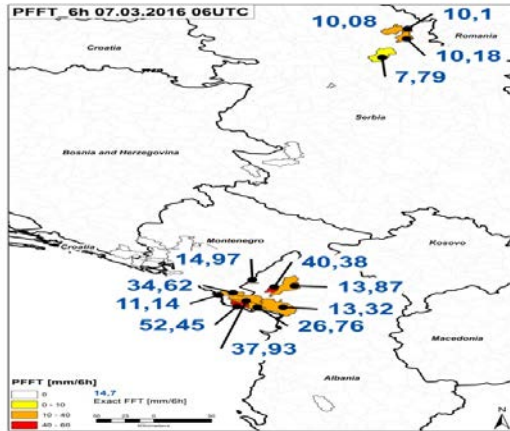 PFFT_6h 07.03.2016 06UTC
10,08
10,1
Croatia
Romania
10,18
7,79
Serbia
Bosnia and Herzegovina
Croatia
Montenegro
Kosovo
14,97
40,38
34,62
13,87
11,14
13,32
52,45
26,76
37,93
Macedonia
Albania
PFFT [mm/6h]
0
14,7
0 - 10
Exact FFT [mm/6h]
10 - 40
40 - 60
N